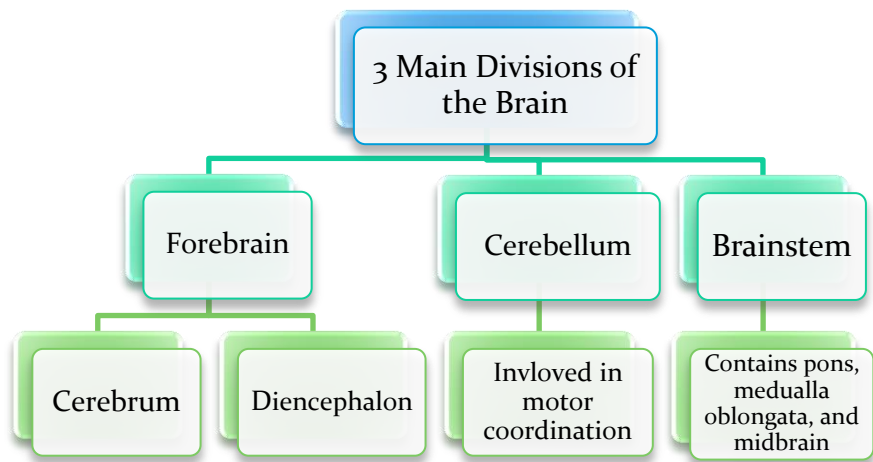 3 Main Divisions of
the Brain
Forebrain
Cerebellum
Brainstem
Cerebrum
Diencephalon
Invloved in
motor
coordination
Contains pons,
medualla
oblongata, and
midbrain